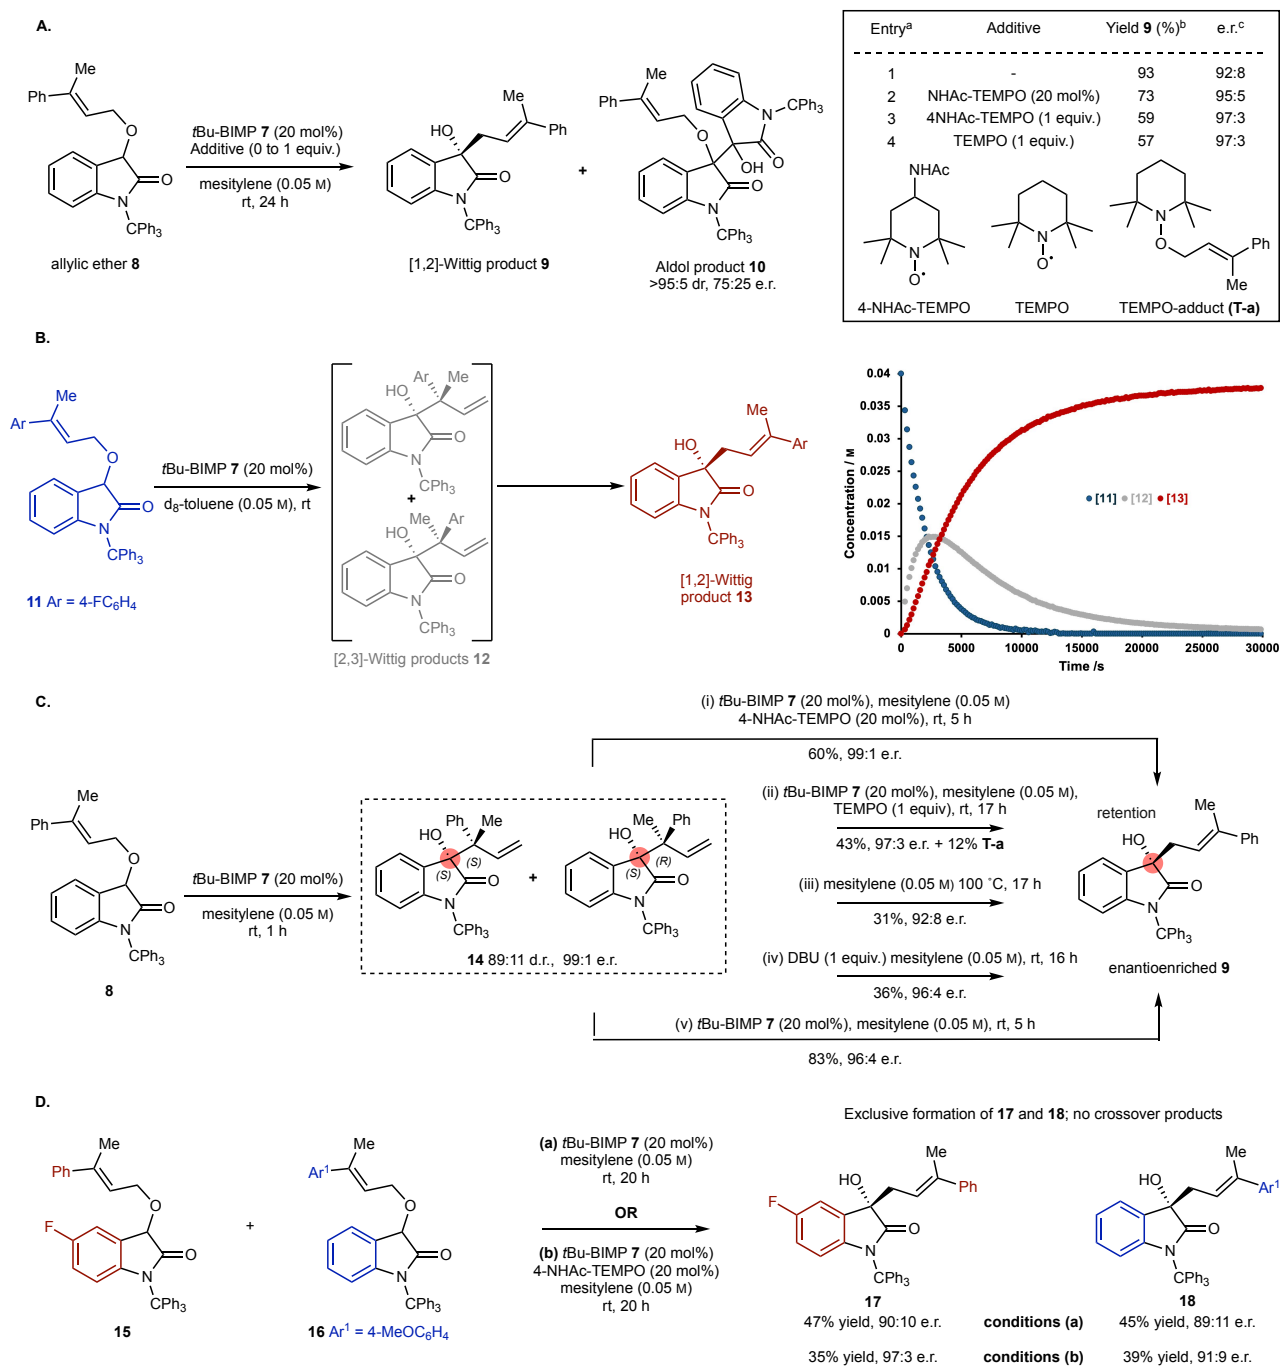 A.
Me
Ph
O
O
N
CPh3
allylic ether 8
tBu-BIMP 7 (20 mol%)
Additive (0 to 1 equiv.)
mesitylene (0.05 M)
rt, 24 h
Me
HO
Ph
O
N
CPh3
[1,2]-Wittig product 9
+
Me
Ph
O
N
CPh3
O
OH
O
N
CPh3
Aldol product 10
>95:5 dr, 75:25 e.r.
Entrya Additive Yield 9 (%)b e.r.c
1 - 93 92:8
2 NHAc-TEMPO (20 mol%) 73 95:5
3 4NHAc-TEMPO (1 equiv.) 59 97:3
4 TEMPO (1 equiv.) 57 97:3
NHAc
N
O•
4-NHAc-TEMPO
N
O•
TEMPO
N
O
Ph
Me
TEMPO-adduct (T-a)
B.
Me
Ar
O
O
N
CPh3
11 Ar = 4-FC6H4
tBu-BIMP 7 (20 mol%)
d8-toluene (0.05 M), rt
Ar
Me
HO
O
N
CPh3
+
Me
Ar
HO
O
N
CPh3
[2,3]-Wittig products 12
Me
HO
Ar
O
N
CPh3
[1,2]-Wittig
product 13
Concentration / M
0.04
0.035
0.03
0.025
0.02
0.015
0.01
0.005
0
[11] [12] [13]
0 5000 10000 15000 20000 25000 30000
Time /s
C.
Me
Ph
O
O
N
CPh3
8
tBu-BIMP 7 (20 mol%)
mesitylene (0.05 M)
rt, 1 h
Ph
Me
HO
(S)
(S)
O
N
CPh3
+
Me
Ph
HO
(R)
(S)
O
N
CPh3
14 89:11 d.r., 99:1 e.r.
(i) tBu-BIMP 7 (20 mol%), mesitylene (0.05 M)
4-NHAc-TEMPO (20 mol%), rt, 5 h
60%, 99:1 e.r.
(ii) tBu-BIMP 7 (20 mol%), mesitylene (0.05 M),
TEMPO (1 equiv), rt, 17 h
43%, 97:3 e.r. + 12% T-a
(iii) mesitylene (0.05 M) 100 ˚C, 17 h
31%, 92:8 e.r.
(iv) DBU (1 equiv.) mesitylene (0.05 M), rt, 16 h
36%, 96:4 e.r.
(v) tBu-BIMP 7 (20 mol%), mesitylene (0.05 M), rt, 5 h
83%, 96:4 e.r.
retention
Me
HO
Ph
O
N
CPh3
enantioenriched 9
D.
Me
Ph
O
F
O
N
CPh3
15
+
Me
Ar1
O
O
N
CPh3
16 Ar1 = 4-MeOC6H4
(a) tBu-BIMP 7 (20 mol%)
mesitylene (0.05 M)
rt, 20 h
OR
(b) tBu-BIMP 7 (20 mol%)
4-NHAc-TEMPO (20 mol%)
mesitylene (0.05 M)
rt, 20 h
Exclusive formation of 17 and 18; no crossover products
Me
HO
Ph
F
O
N
CPh3
17
Me
HO
Ar1
O
N
CPh3
18
47% yield, 90:10 e.r. conditions (a) 45% yield, 89:11 e.r.
35% yield, 97:3 e.r. conditions (b) 39% yield, 91:9 e.r.